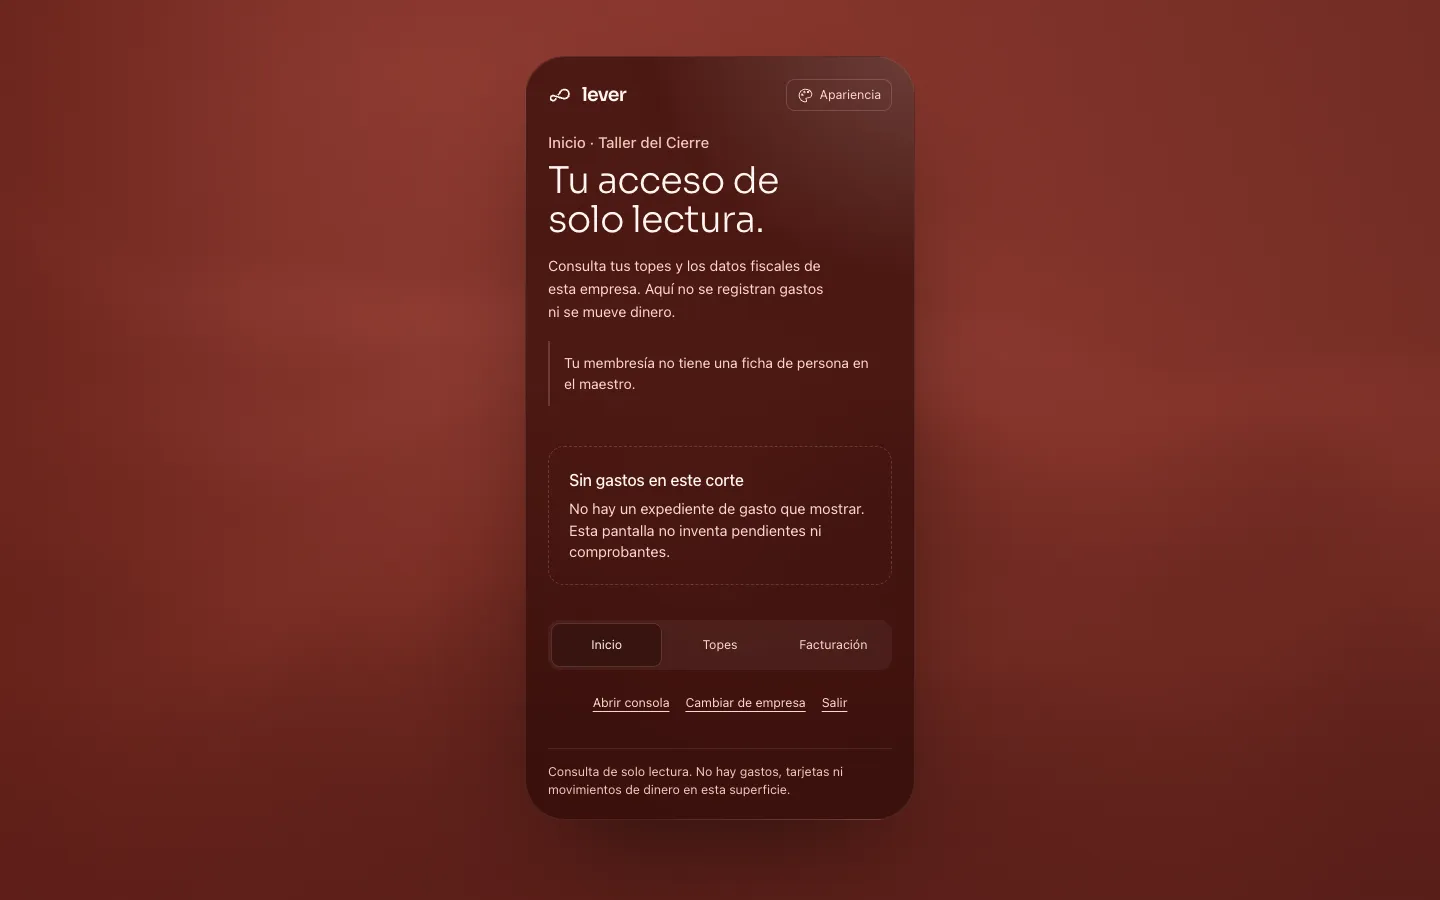 lever
Apariencia
Inicio · Taller del Cierre
Tu acceso de
solo lectura.
Consulta tus topes y los datos fiscales de
esta empresa. Aquí no se registran gastos
ni se mueve dinero.
Tu membresía no tiene una ficha de persona en
el maestro.
Sin gastos en este corte
No hay un expediente de gasto que mostrar.
Esta pantalla no inventa pendientes ni
comprobantes.
Inicio
Topes
Facturación
Abrir consola
Cambiar de empresa
Salir
Consulta de solo lectura. No hay gastos, tarjetas ni
movimientos de dinero en esta superficie.